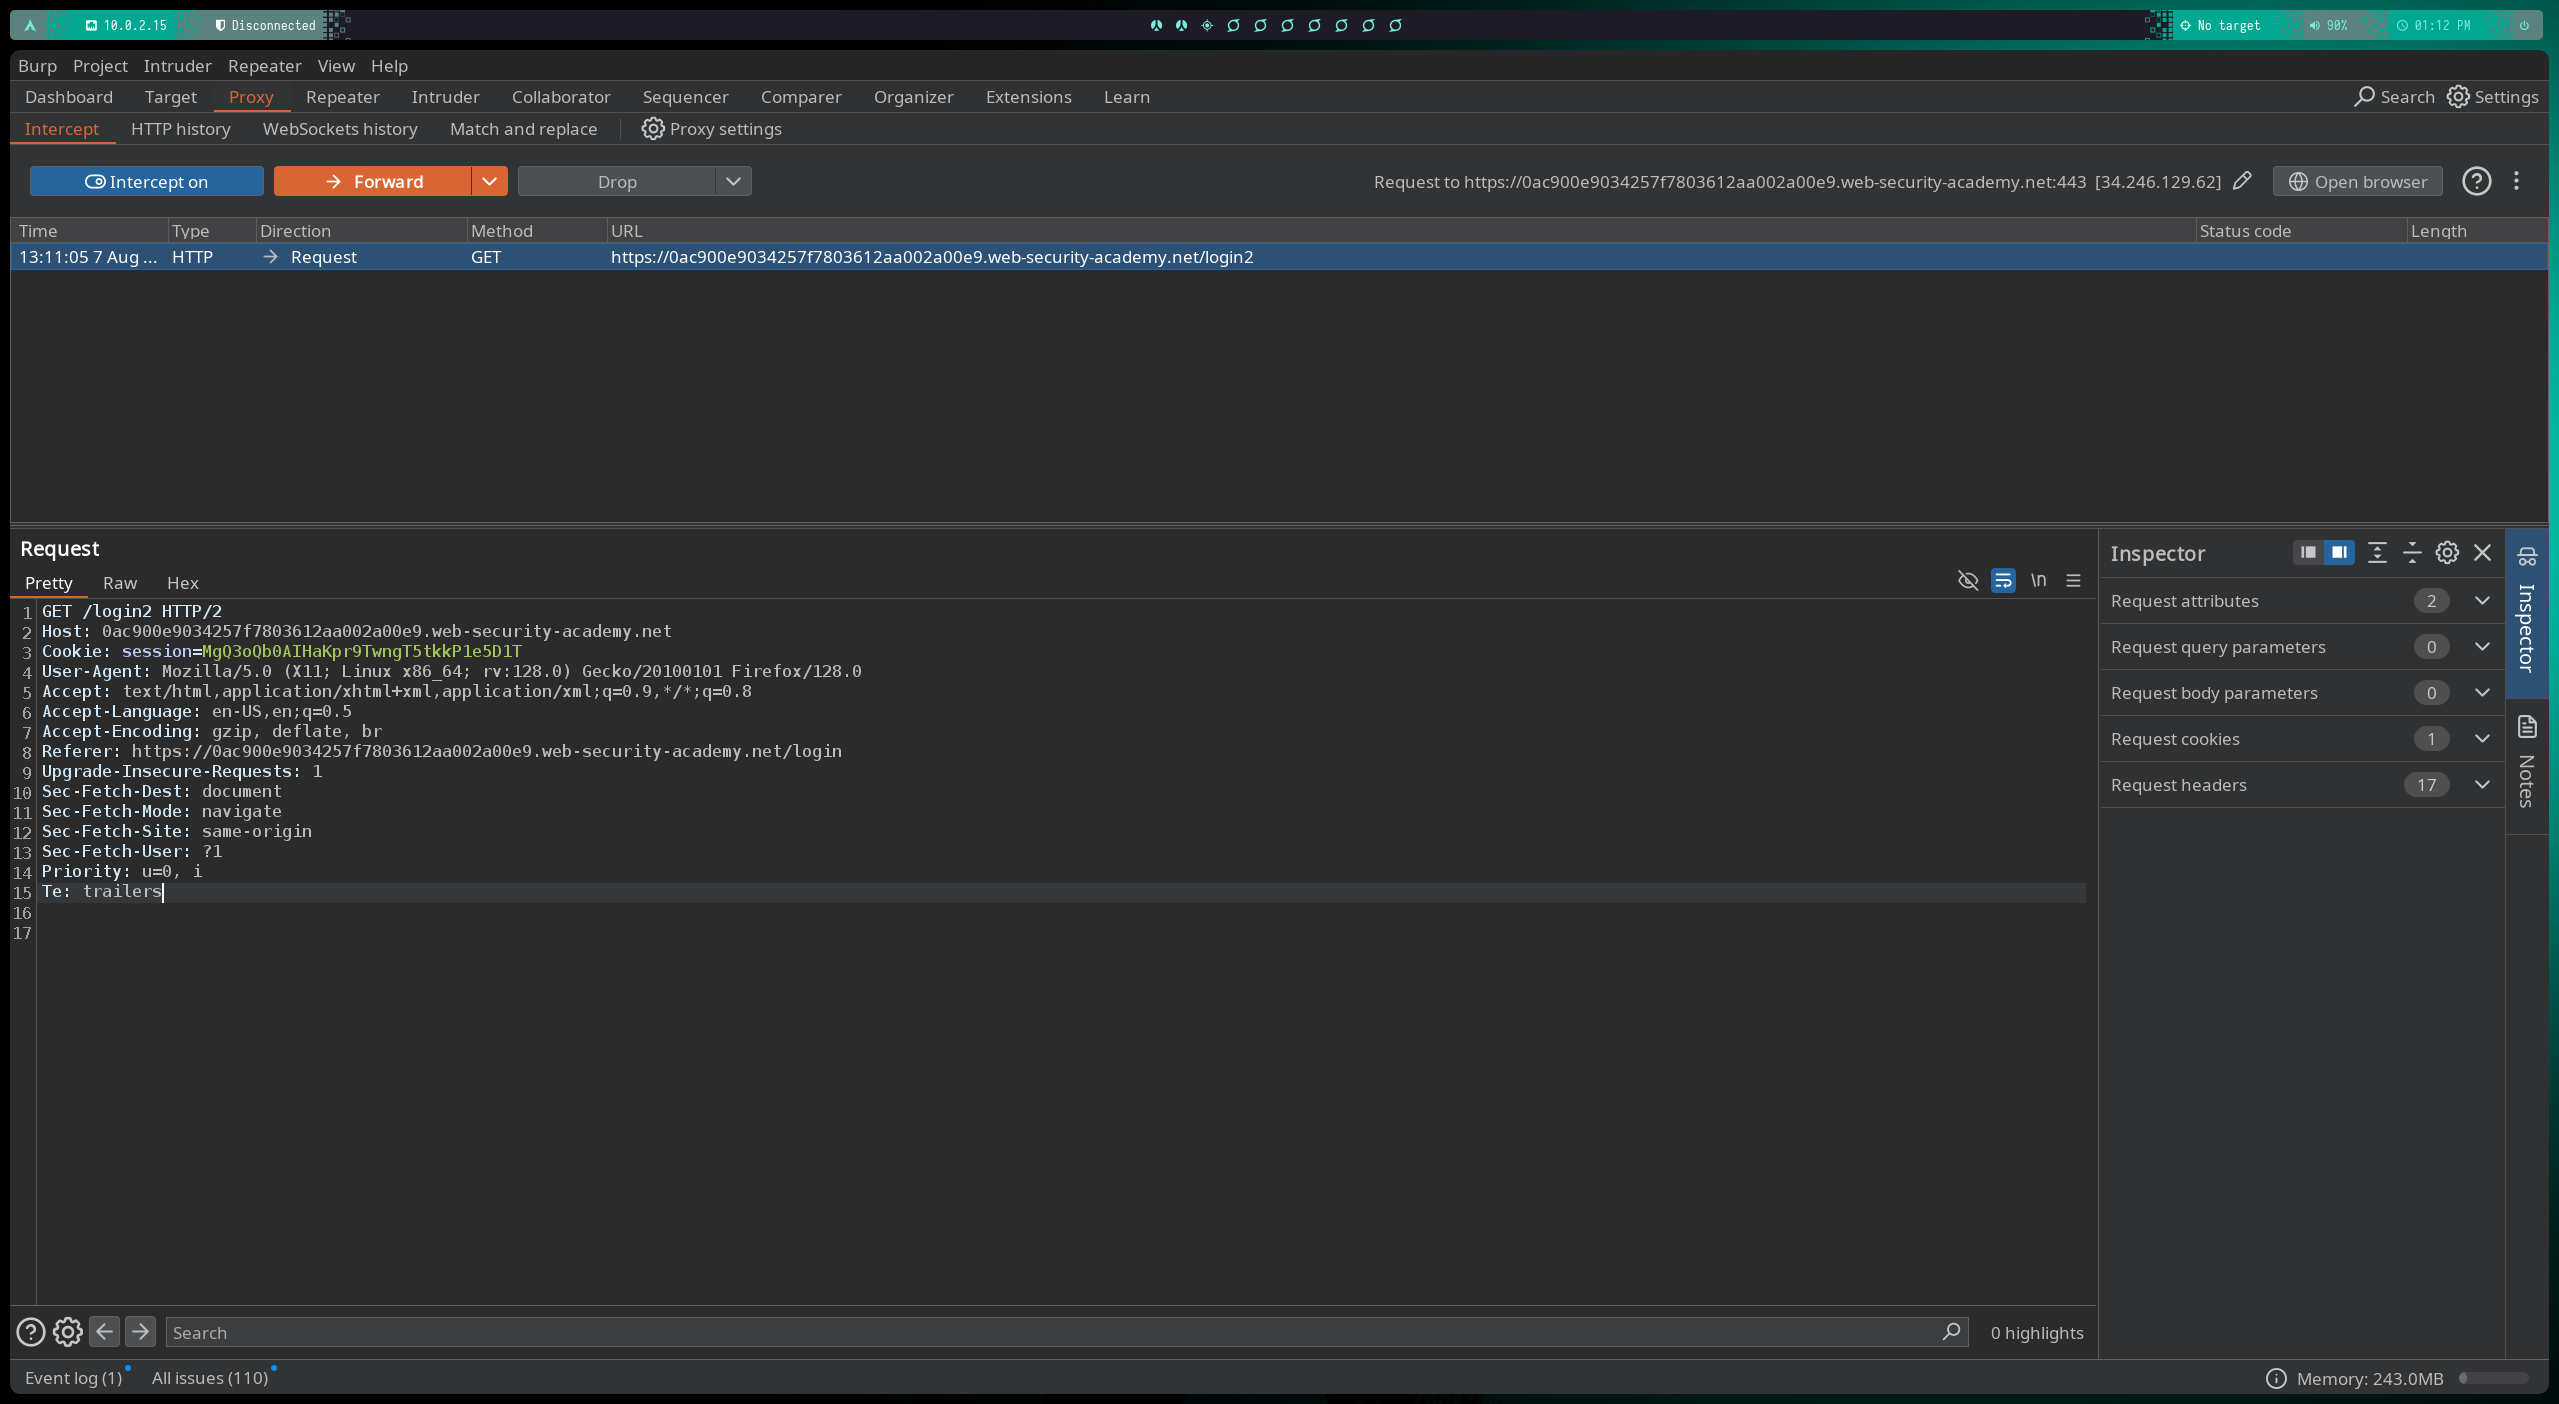 10.0.2.15 Disconnected No target 90% 01:12 PM
Burp Project Intruder Repeater View Help
Dashboard Target Proxy Repeater Intruder Collaborator Sequencer Comparer Organizer Extensions Learn Search Settings
Intercept HTTP history WebSockets history Match and replace Proxy settings
Intercept on Forward Drop Request to https://0ac900e9034257f7803612aa002a00e9.web-security-academy.net:443 [34.246.129.62] Open browser
Time Type Direction Method URL Status code Length
13:11:05 7 Aug ... HTTP Request GET https://0ac900e9034257f7803612aa002a00e9.web-security-academy.net/login2
Request
Pretty Raw Hex \n
1 GET /login2 HTTP/2
2 Host: 0ac900e9034257f7803612aa002a00e9.web-security-academy.net
3 Cookie: session=MgQ3oQb0AIHaKpr9TwngT5tkkP1e5D1T
4 User-Agent: Mozilla/5.0 (X11; Linux x86_64; rv:128.0) Gecko/20100101 Firefox/128.0
5 Accept: text/html,application/xhtml+xml,application/xml;q=0.9,*/*;q=0.8
6 Accept-Language: en-US,en;q=0.5
7 Accept-Encoding: gzip, deflate, br
8 Referer: https://0ac900e9034257f7803612aa002a00e9.web-security-academy.net/login
9 Upgrade-Insecure-Requests: 1
10 Sec-Fetch-Dest: document
11 Sec-Fetch-Mode: navigate
12 Sec-Fetch-Site: same-origin
13 Sec-Fetch-User: ?1
14 Priority: u=0, i
15 Te: trailers
16
17
Search 0 highlights
Inspector
Request attributes 2
Request query parameters 0
Request body parameters 0
Request cookies 1
Request headers 17
Inspector
Notes
Event log (1) All issues (110) Memory: 243.0MB